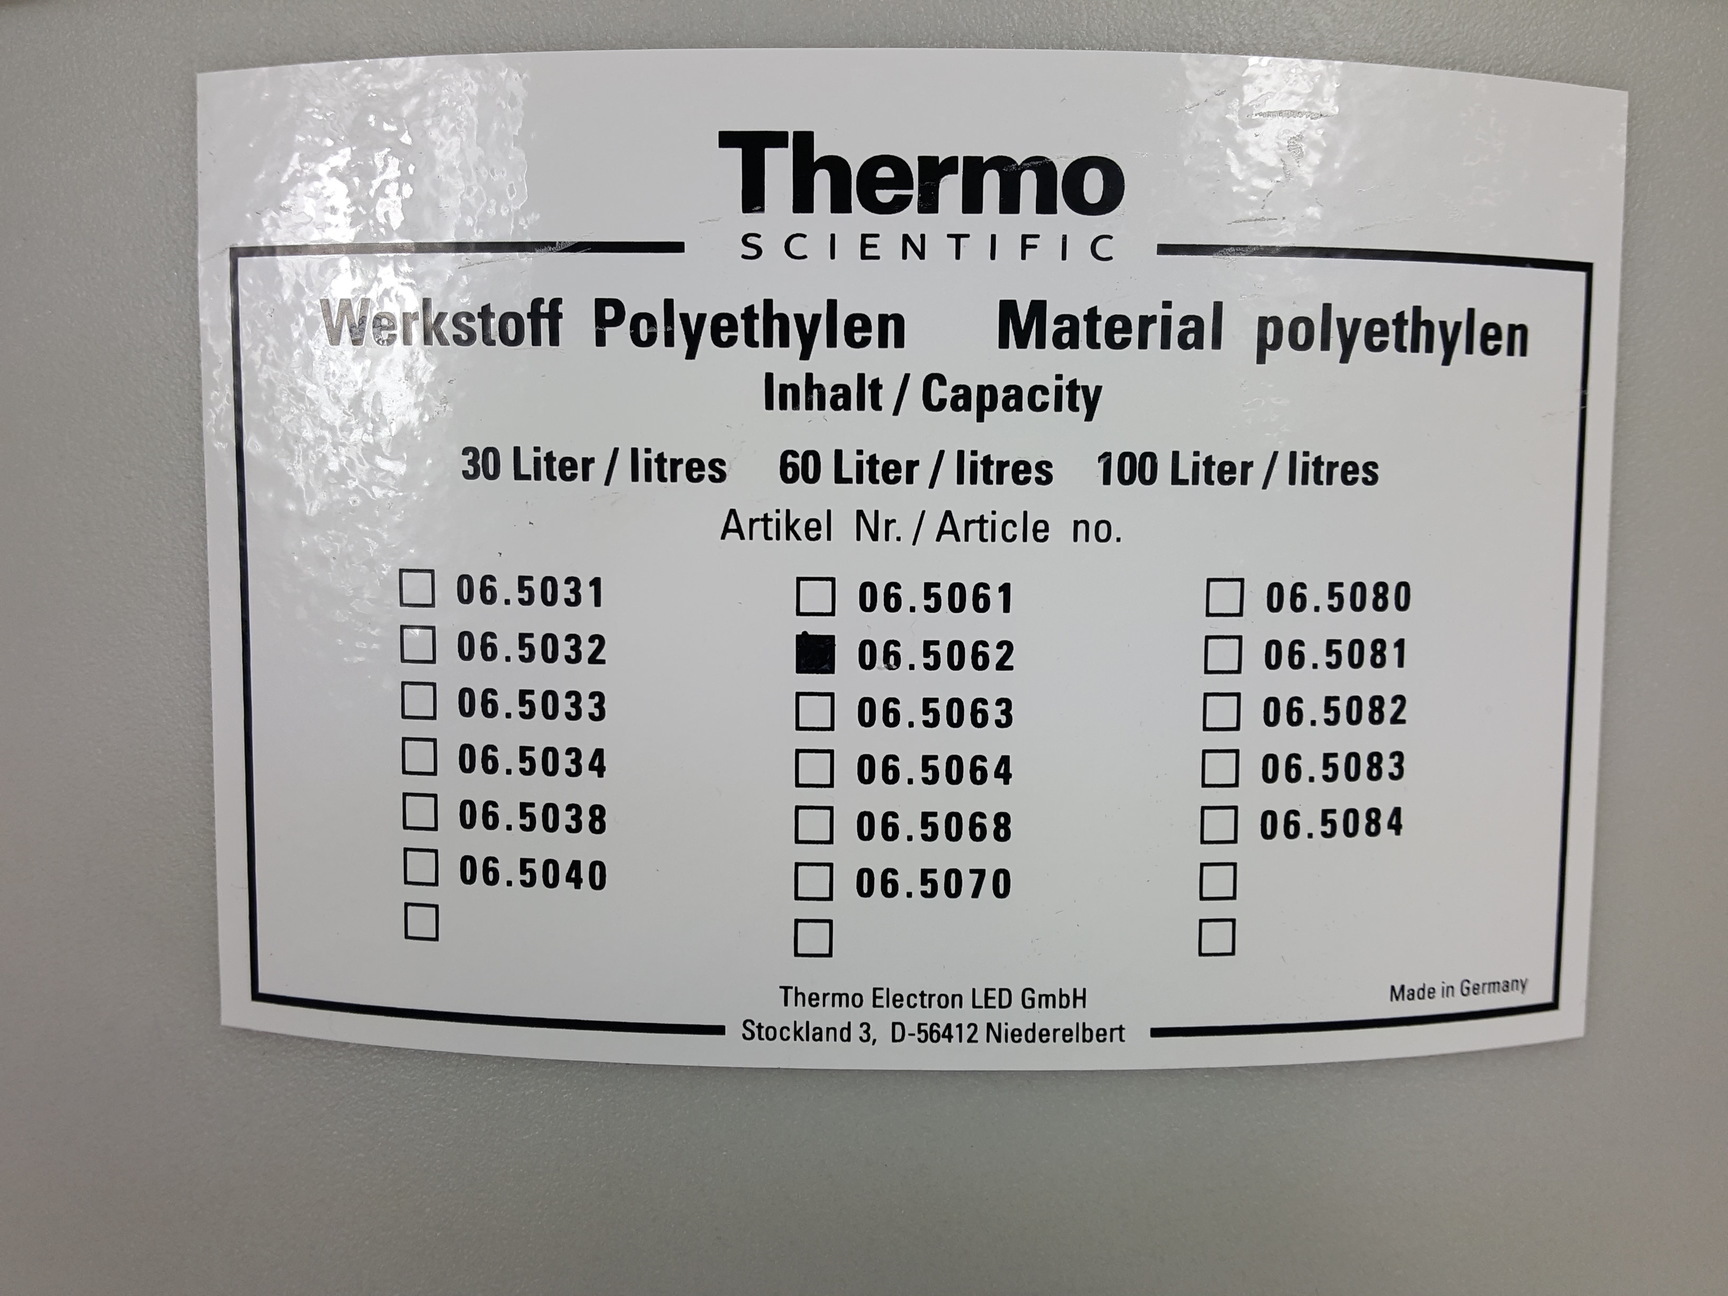 Thermo
SCIENTIFIC
Werkstoff Polyethylen Material polyethylen
Inhalt / Capacity
30 Liter / litres 60 Liter / litres 100 Liter / litres
Artikel Nr. / Article no.
☐ 06.5031 ☐ 06.5061 ☐ 06.5080
☐ 06.5032 ■ 06.5062 ☐ 06.5081
☐ 06.5033 ☐ 06.5063 ☐ 06.5082
☐ 06.5034 ☐ 06.5064 ☐ 06.5083
☐ 06.5038 ☐ 06.5068 ☐ 06.5084
☐ 06.5040 ☐ 06.5070 ☐
☐ ☐ ☐
Thermo Electron LED GmbH
Made in Germany
Stockland 3, D-56412 Niederelbert